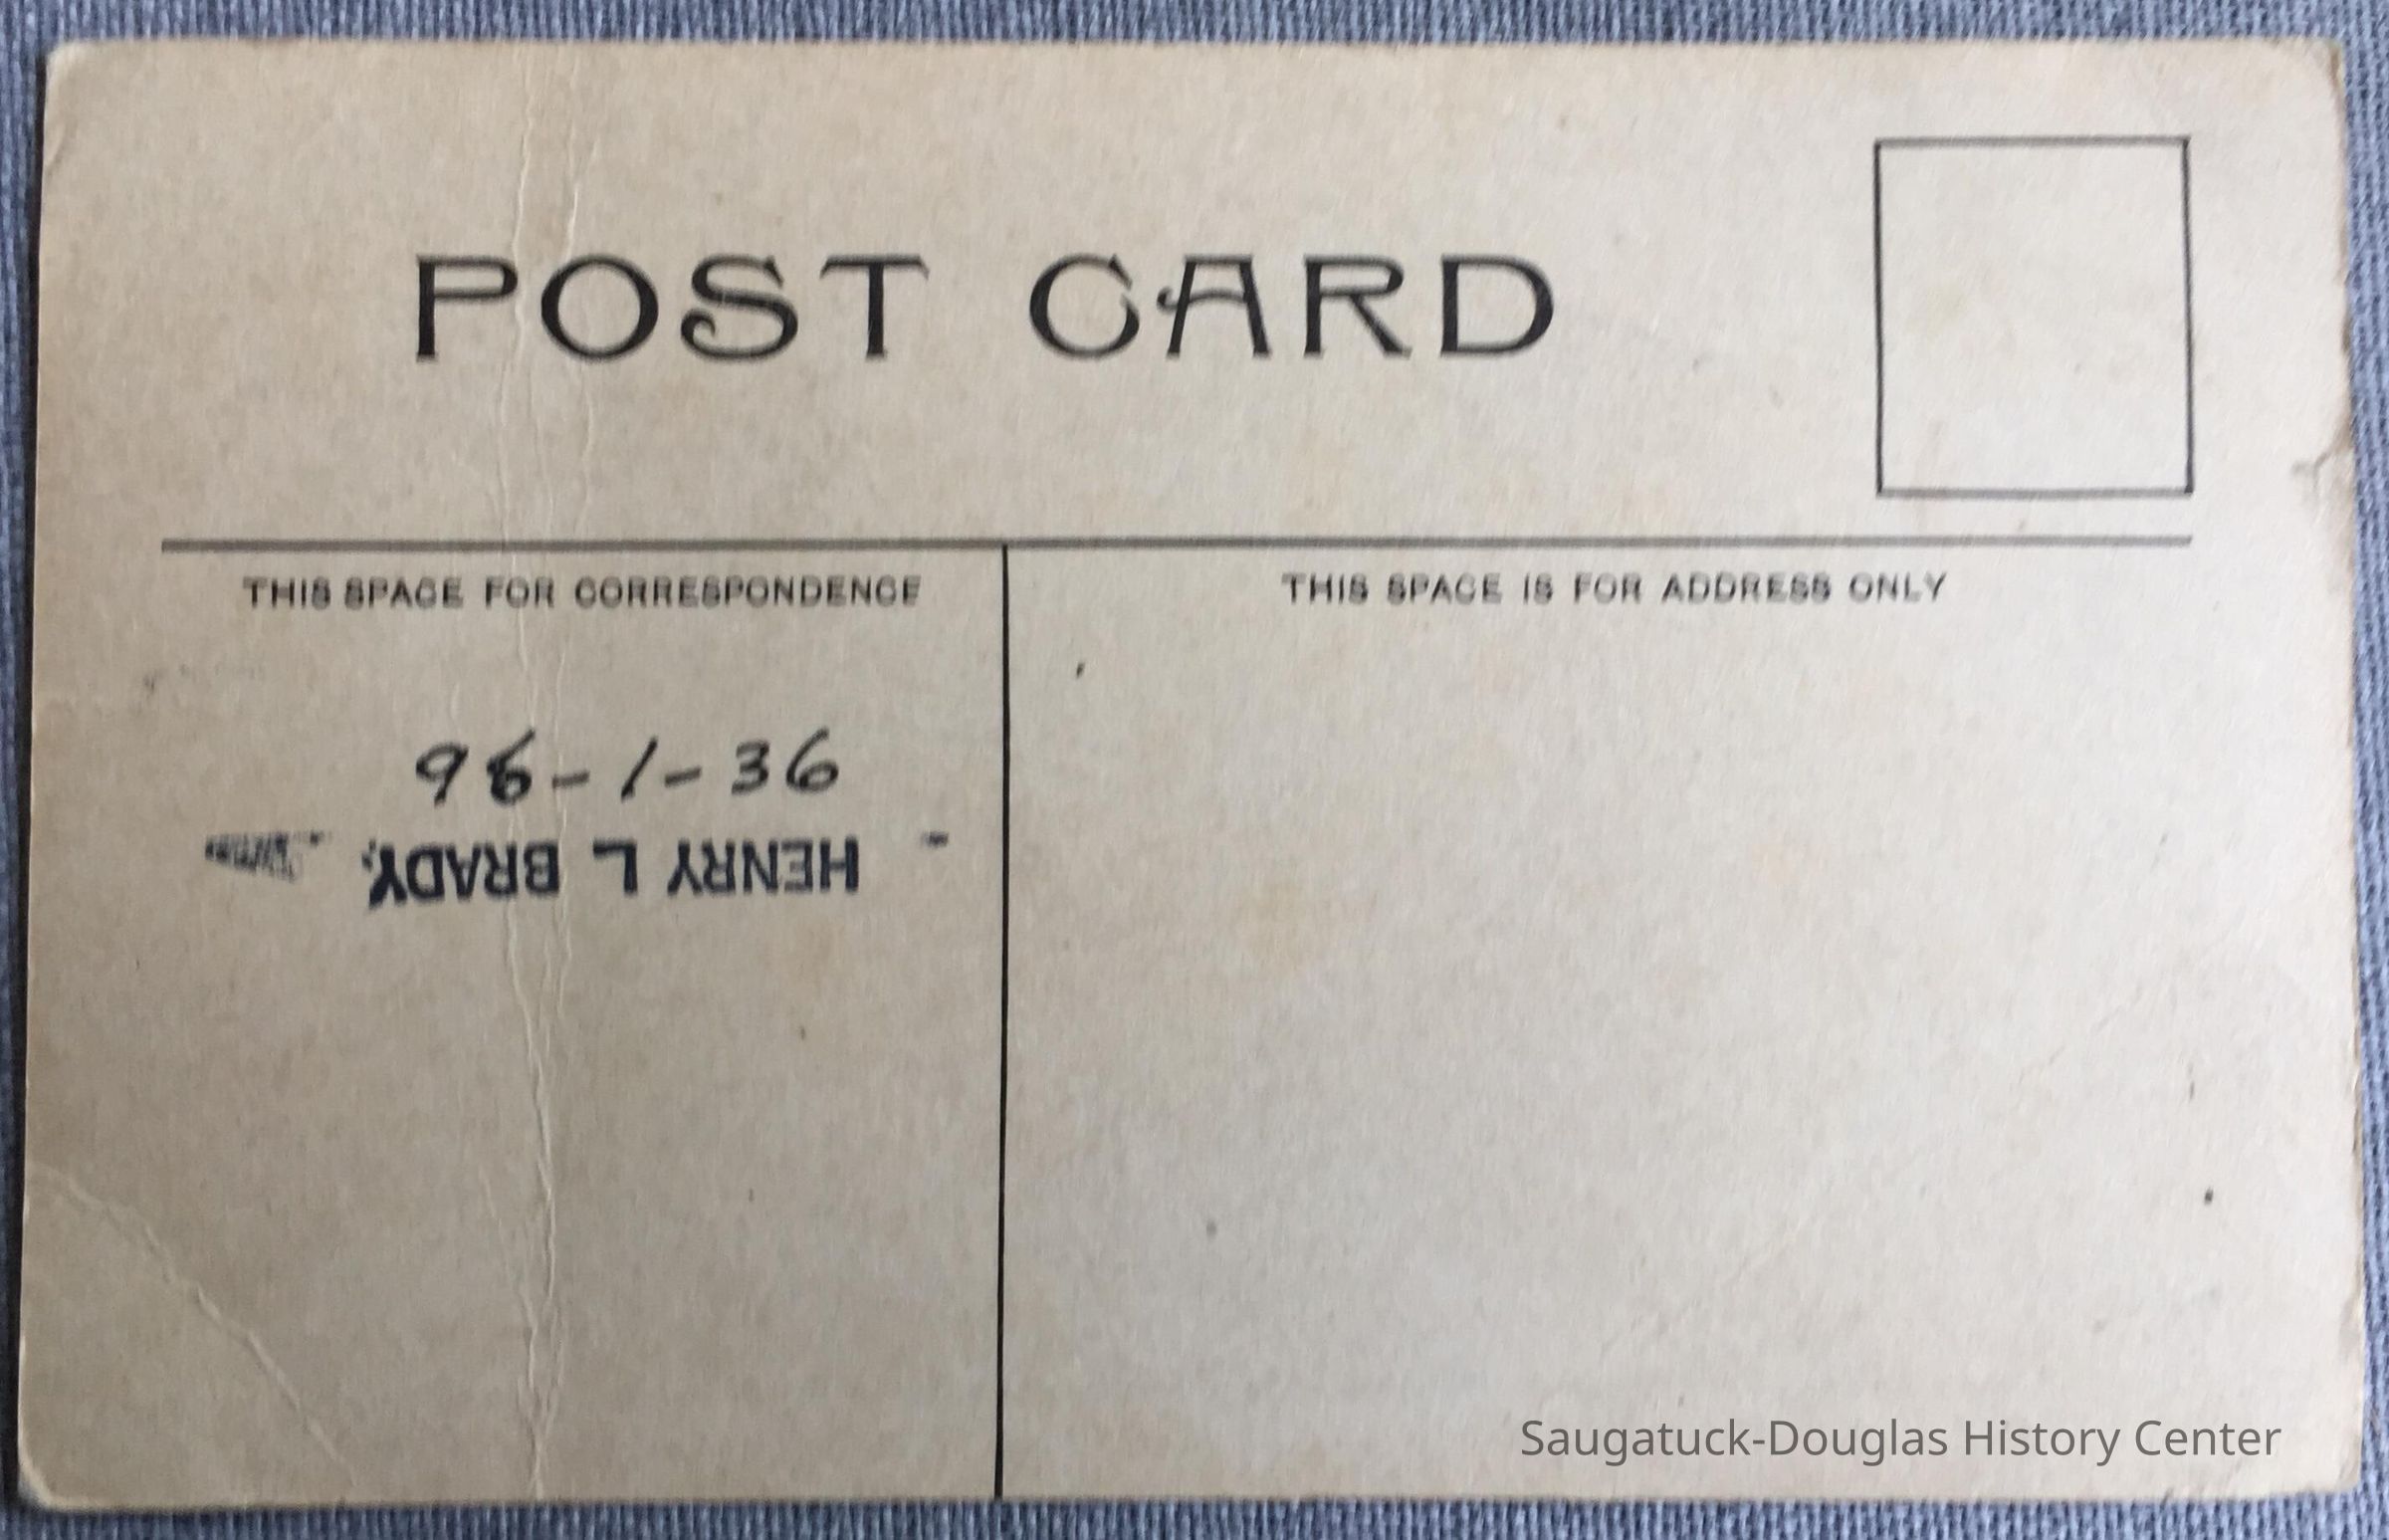 POST CARD
THIS SPACE FOR CORRESPONDENCE
THIS SPACE IS FOR ADDRESS ONLY
96-1-36
HENRY L BRADY.
Saugatuck-Douglas History Center